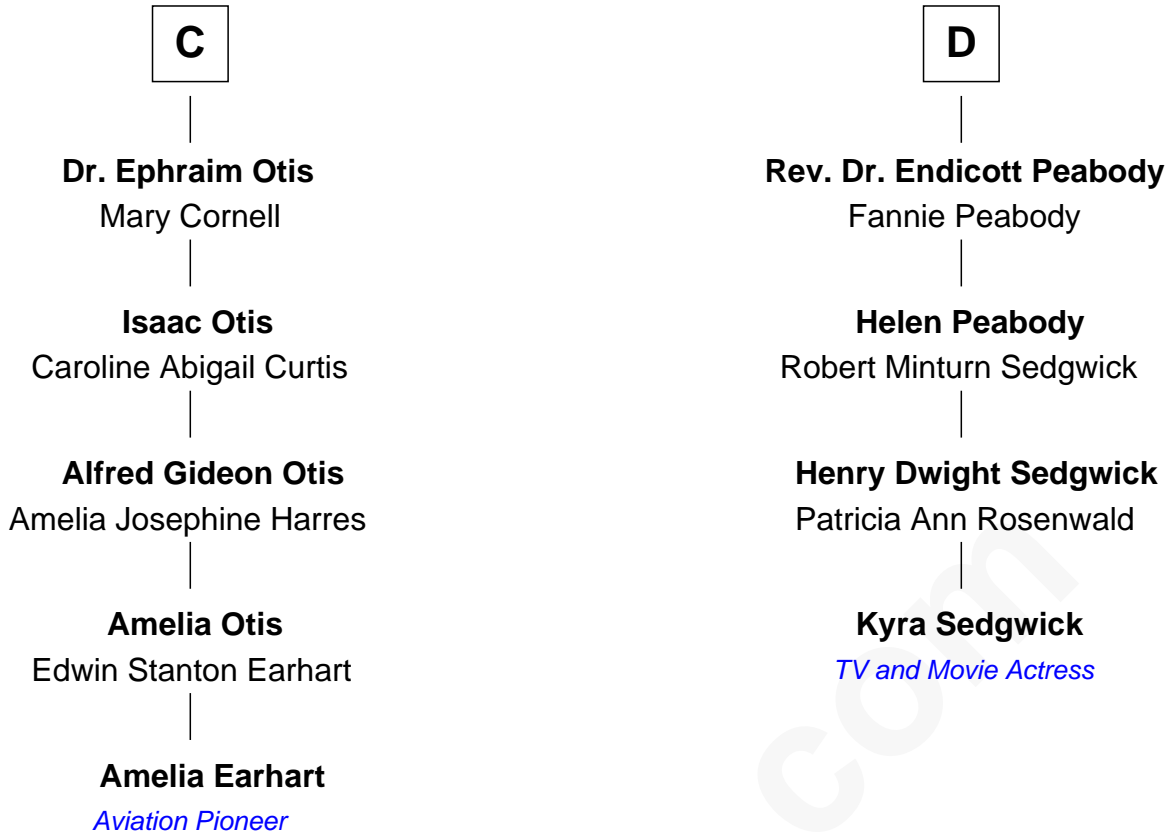 C
Dr. Ephraim Otis
Mary Cornell
Isaac Otis
Caroline Abigail Curtis
Alfred Gideon Otis
Amelia Josephine Harres
Amelia Otis
Edwin Stanton Earhart
Amelia Earhart
Aviation Pioneer
D
Rev. Dr. Endicott Peabody
Fannie Peabody
Helen Peabody
Robert Minturn Sedgwick
Henry Dwight Sedgwick
Patricia Ann Rosenwald
Kyra Sedgwick
TV and Movie Actress
com